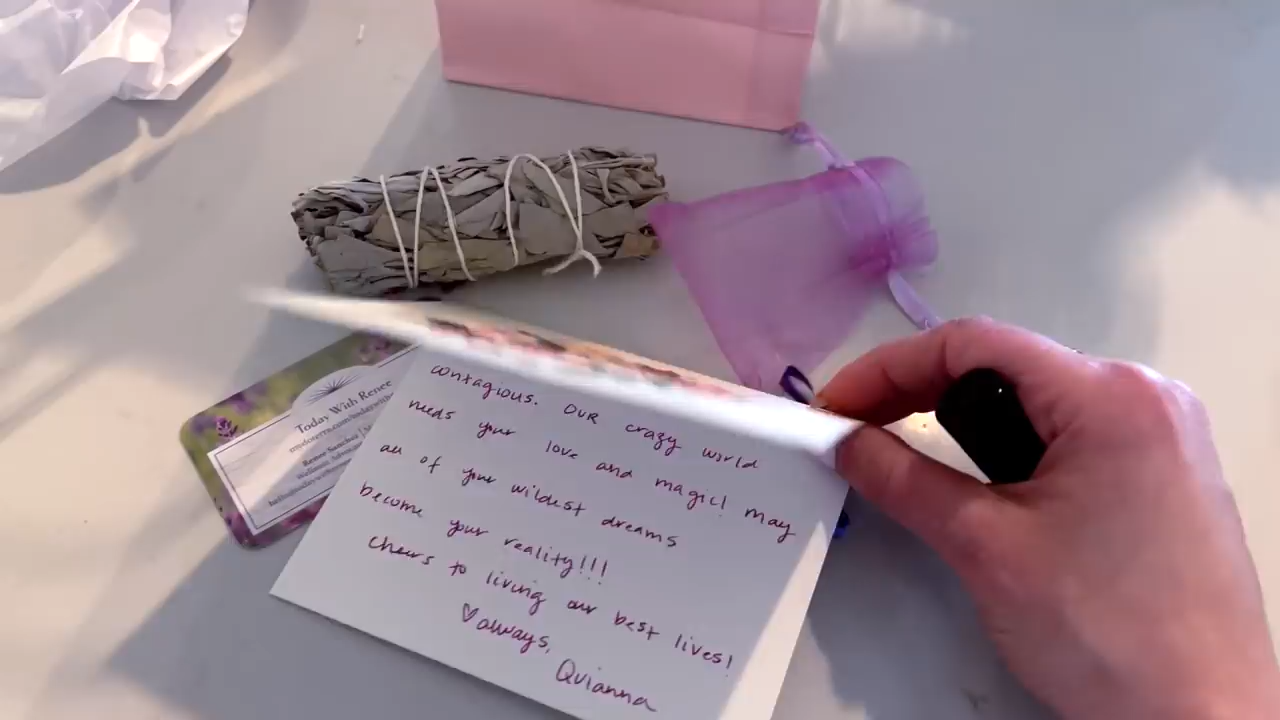 Today With Renee
contagious. OUR crazy world
needs your love and magic! may
all of your wildest dreams
become your reality!!!
cheers to living our best lives!
♡always,
Quianna